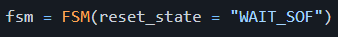 fsm = FSM(reset_state = "WAIT_SOF")